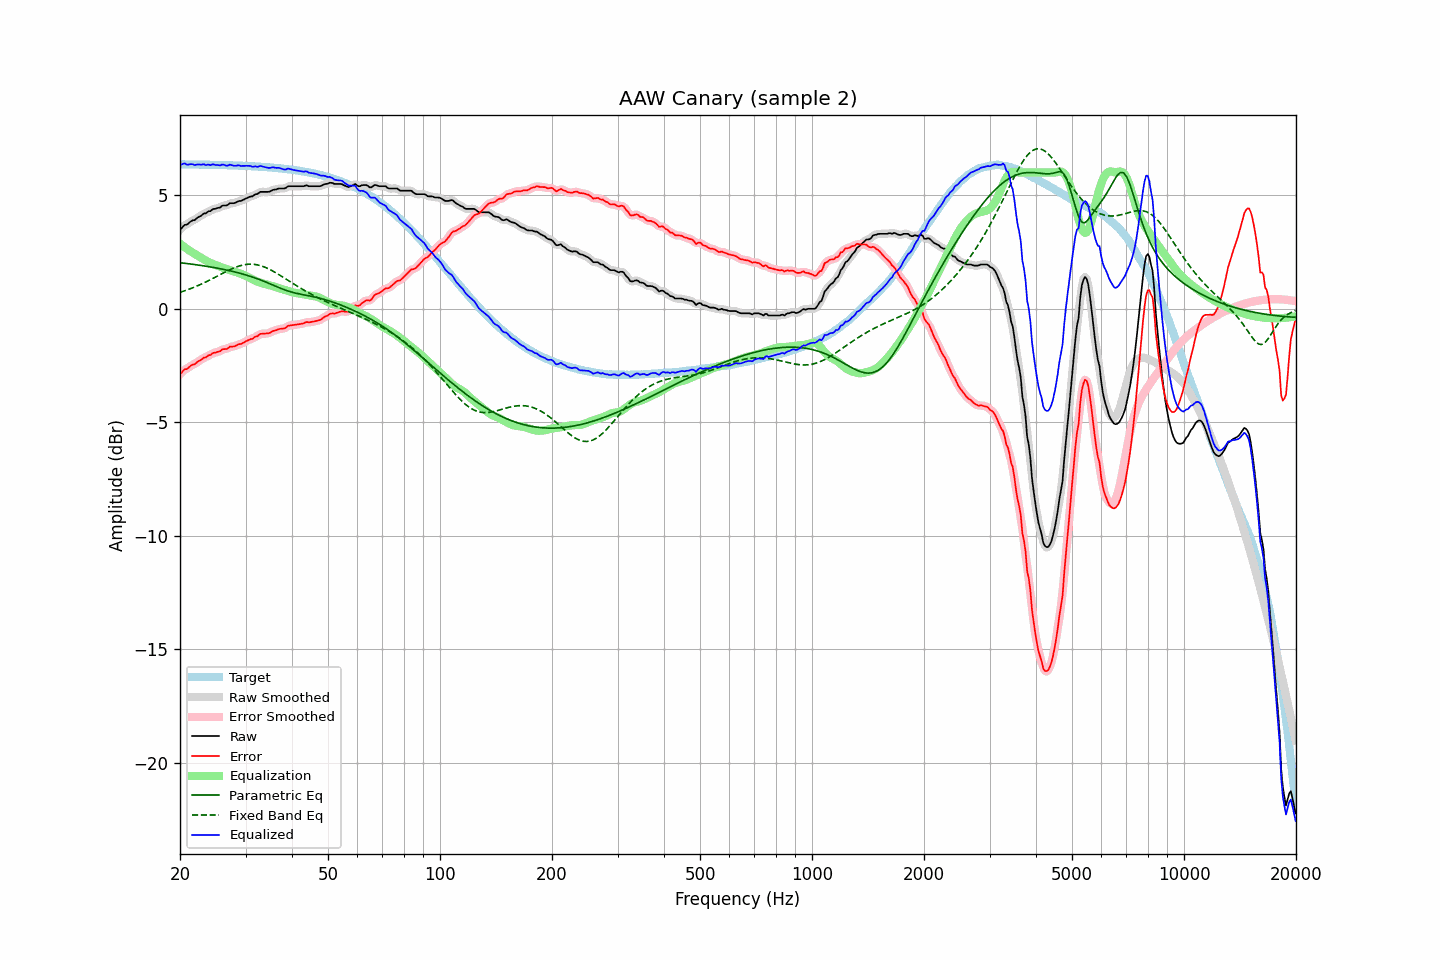 AAW Canary (sample 2)
Amplitude (dBr)
5
0
−5
−10
−15
−20
Target
Raw Smoothed
Error Smoothed
Raw
Error
Equalization
Parametric Eq
Fixed Band Eq
Equalized
20 50 100 200 500 1000 2000 5000 10000 20000
Frequency (Hz)